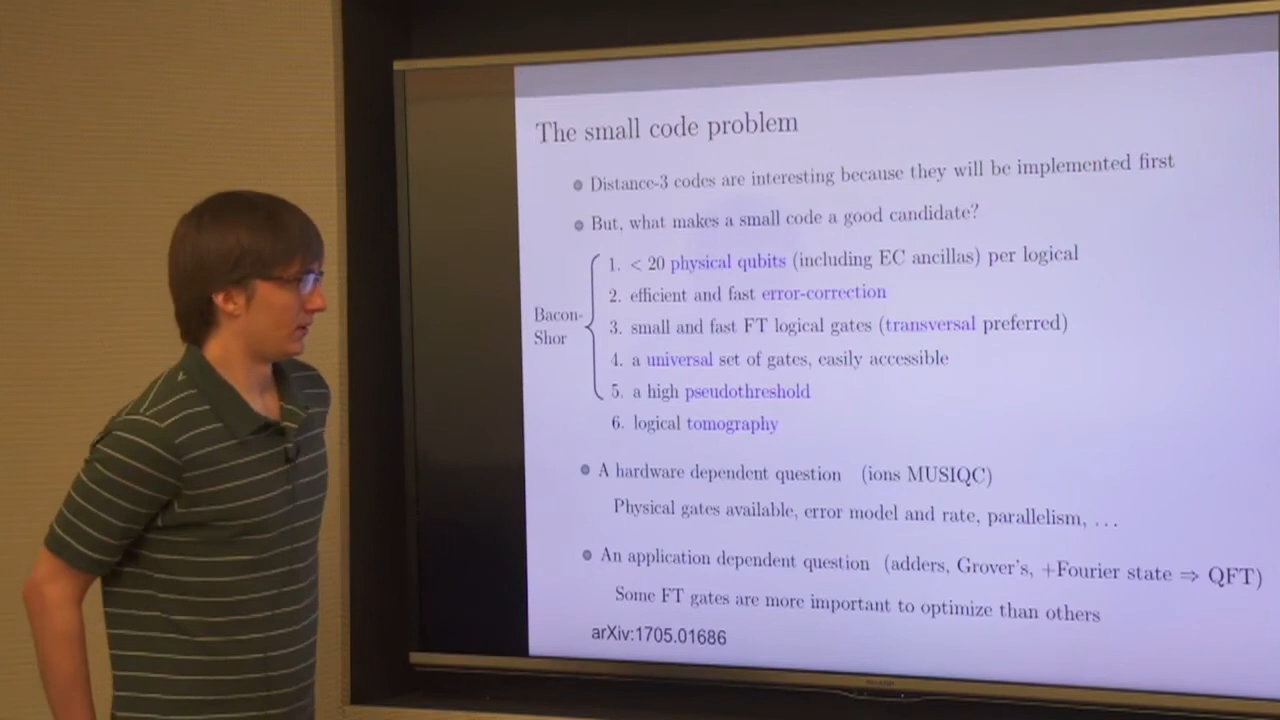 The small code problem
Distance-3 codes are interesting because they will be implemented first
But, what makes a small code a good candidate?
Bacon-
Shor
1. < 20 physical qubits (including EC ancillas) per logical
2. efficient and fast error-correction
3. small and fast FT logical gates (transversal preferred)
4. a universal set of gates, easily accessible
5. a high pseudothreshold
6. logical tomography
A hardware dependent question (ions MUSIQC)
Physical gates available, error model and rate, parallelism, ...
An application dependent question (adders, Grover's, +Fourier state ⇒ QFT)
Some FT gates are more important to optimize than others
arXiv:1705.01686